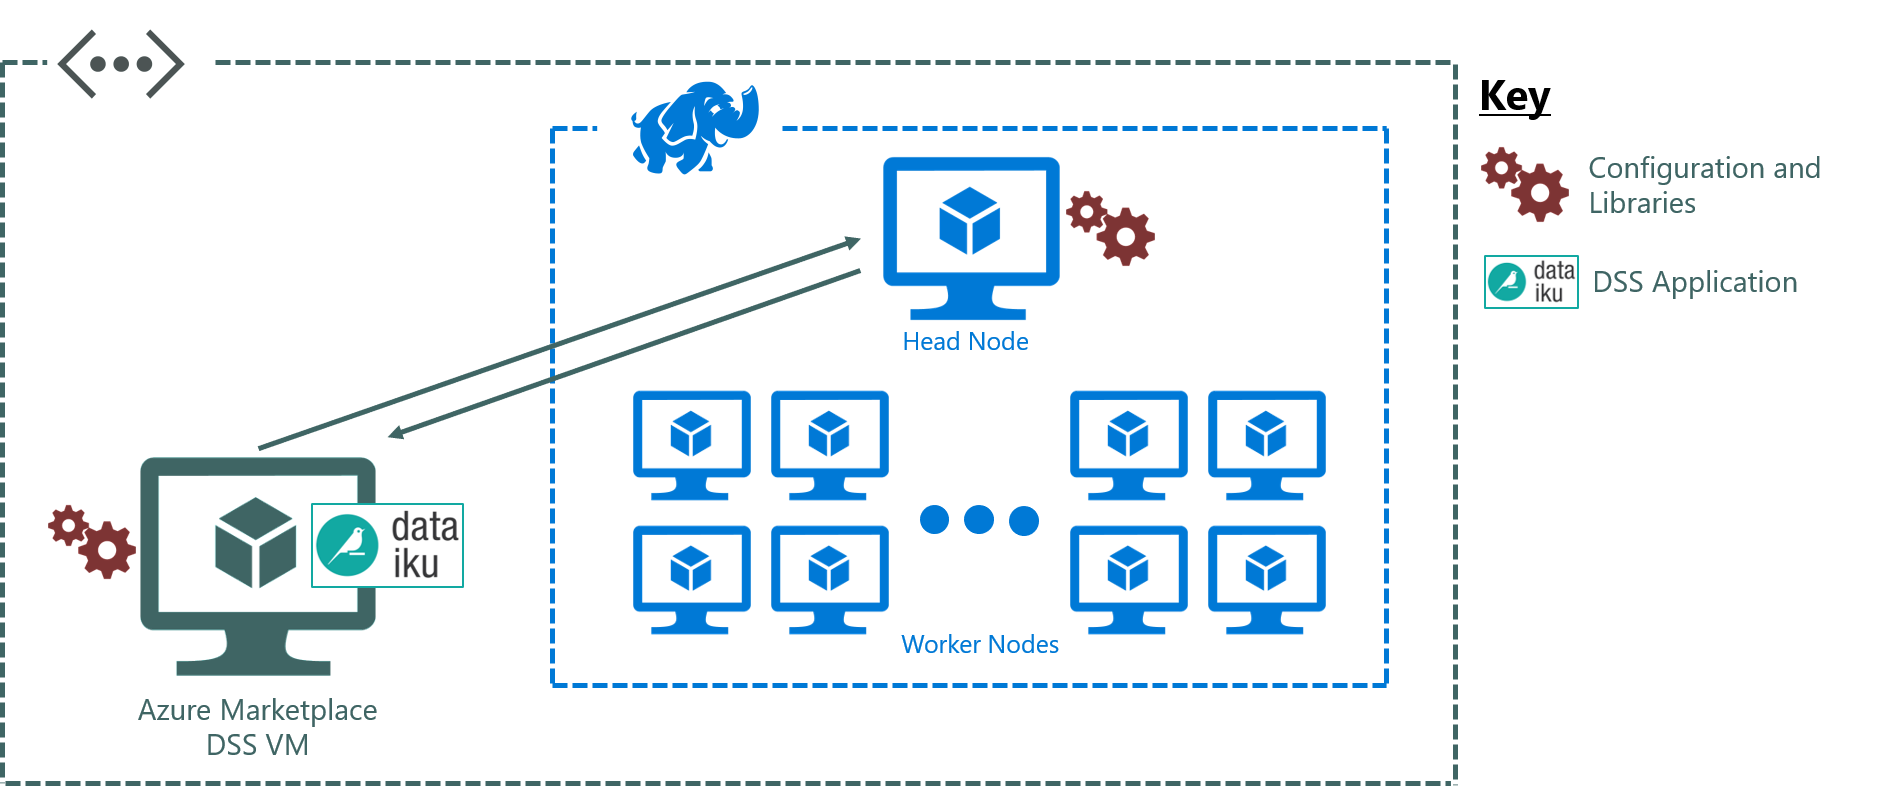 Key
Configuration and
Libraries
data
iku
DSS Application
Head Node
data
iku
Worker Nodes
Azure Marketplace
DSS VM